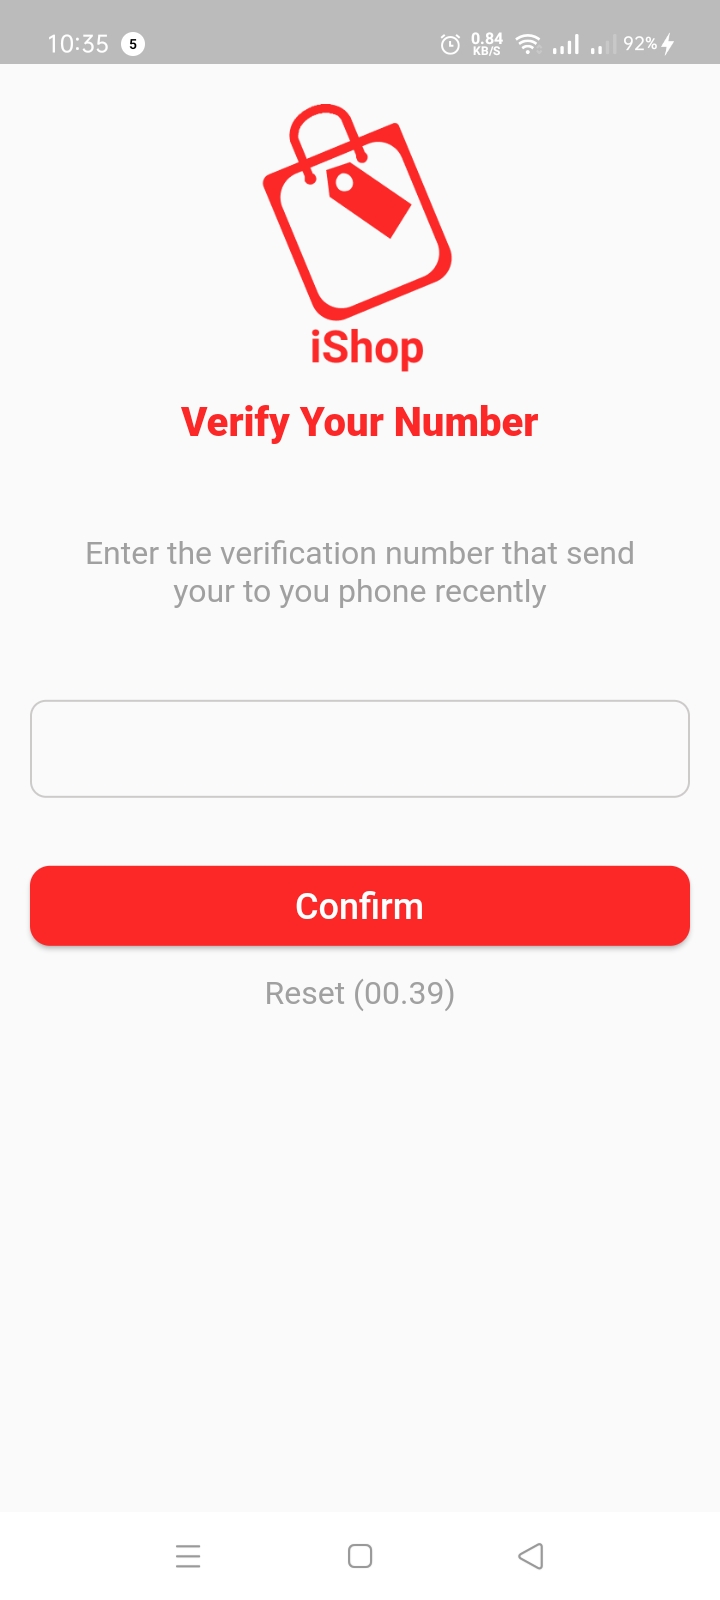 10:35 5 0.84 KB/S 92%
iShop
Verify Your Number
Enter the verification number that send
your to you phone recently
Confirm
Reset (00.39)